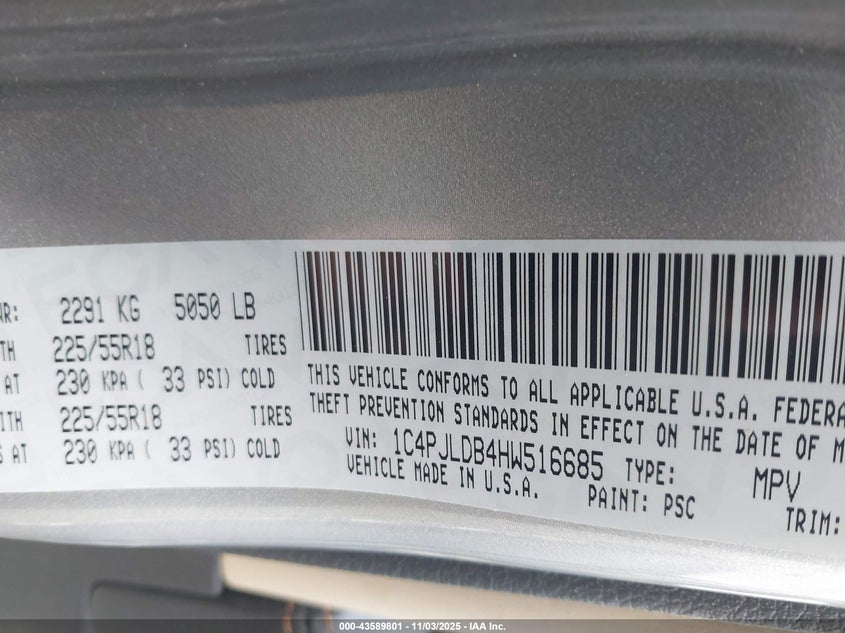 WR: 2291 KG 5050 LB
TH 225/55R18 TIRES
AT 230 KPA ( 33 PSI) COLD
ITH 225/55R18 TIRES
S AT 230 KPA ( 33 PSI) COLD
THIS VEHICLE CONFORMS TO ALL APPLICABLE U.S.A. FEDERA
THEFT PREVENTION STANDARDS IN EFFECT ON THE DATE OF M
VIN: 1C4PJLDB4HW516685 TYPE: MPV
VEHICLE MADE IN U.S.A. PAINT: PSC TRIM:
000-43589801 - 11/03/2025 - IAA Inc.